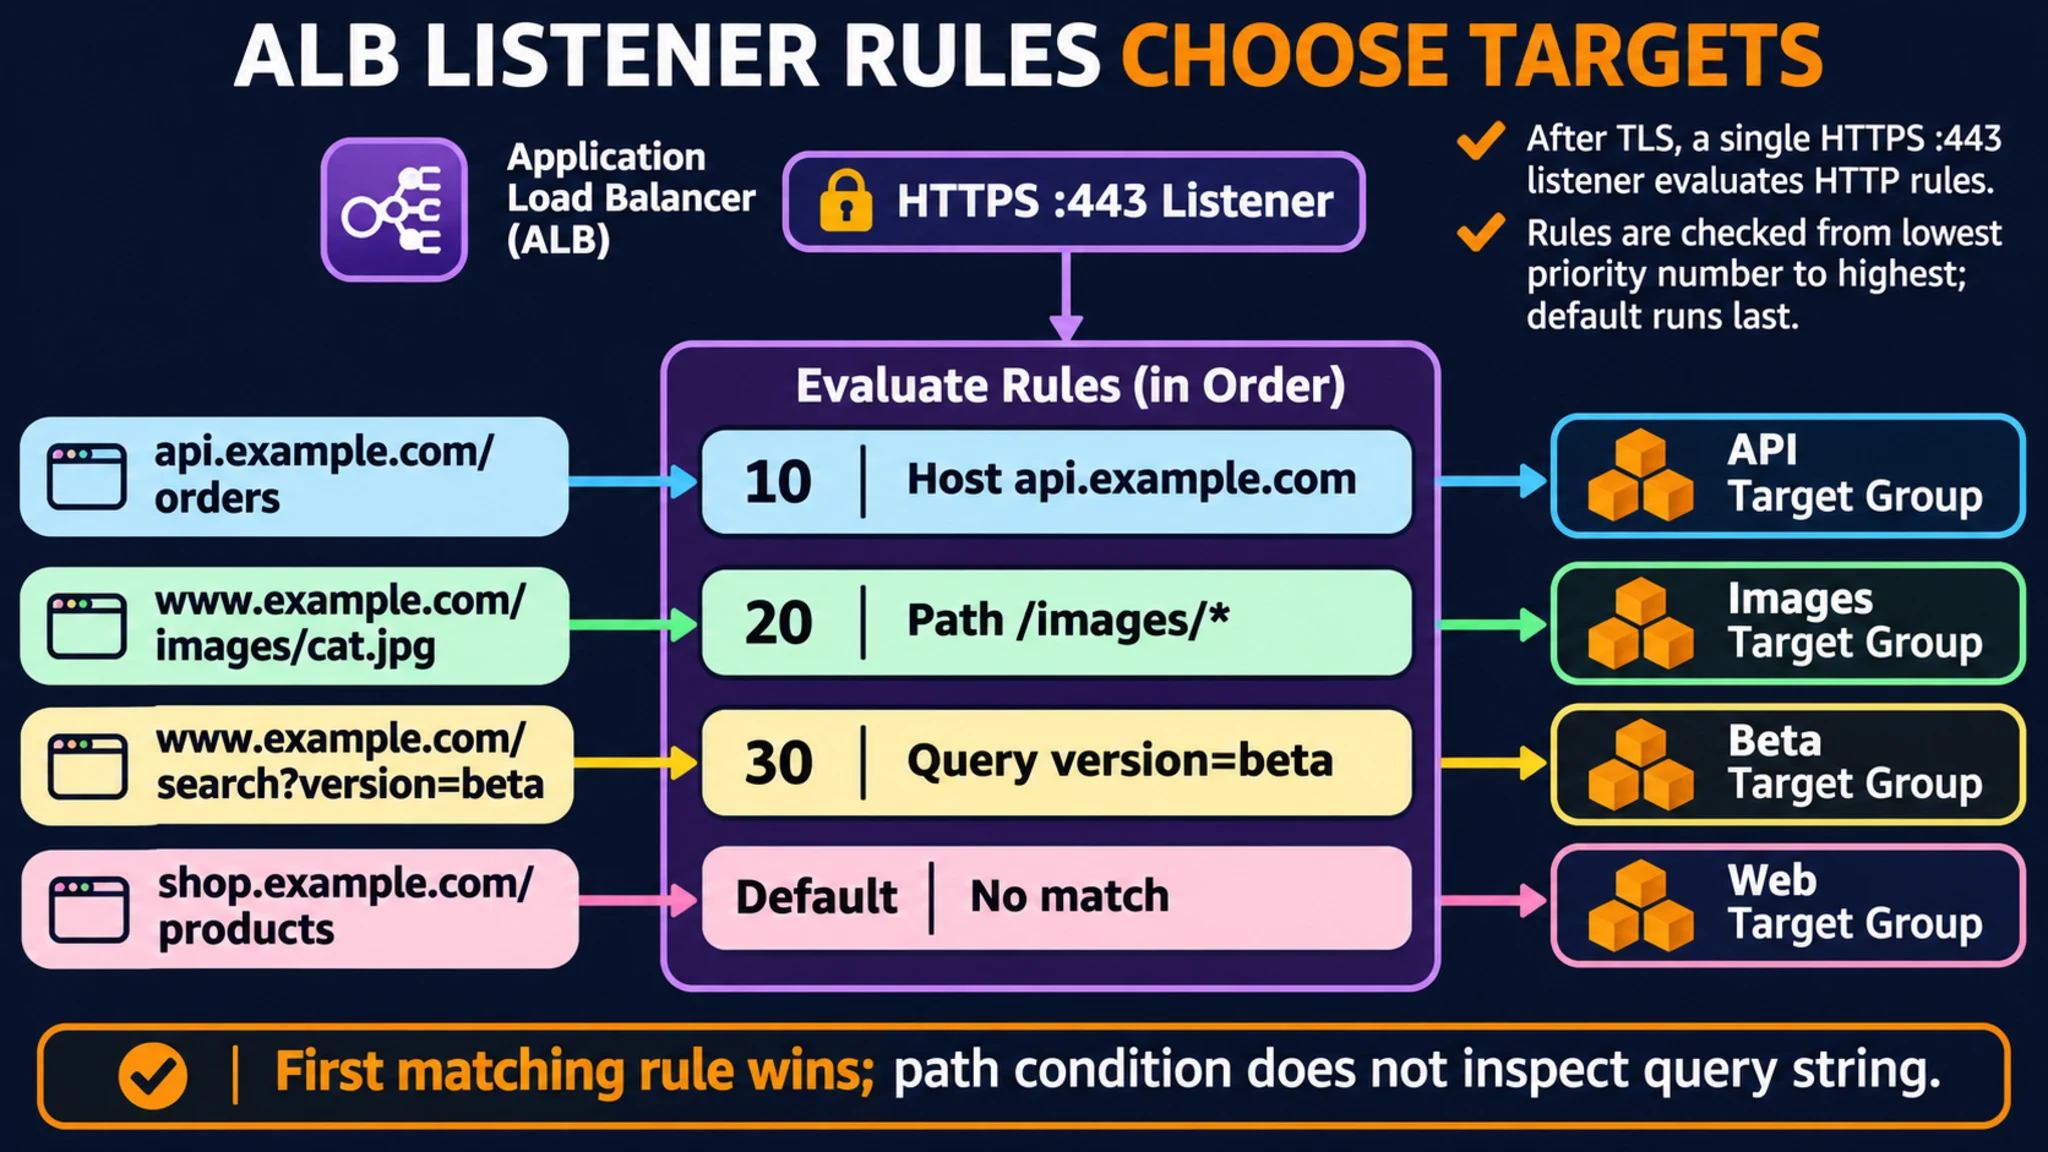 ALB LISTENER RULES CHOOSE TARGETS
Application
Load Balancer
(ALB)
HTTPS :443 Listener
After TLS, a single HTTPS :443
listener evaluates HTTP rules.
Rules are checked from lowest
priority number to highest;
default runs last.
Evaluate Rules (in Order)
api.example.com/
orders
10 | Host api.example.com
API
Target Group
www.example.com/
images/cat.jpg
20 | Path /images/*
Images
Target Group
www.example.com/
search?version=beta
30 | Query version=beta
Beta
Target Group
shop.example.com/
products
Default | No match
Web
Target Group
First matching rule wins; path condition does not inspect query string.